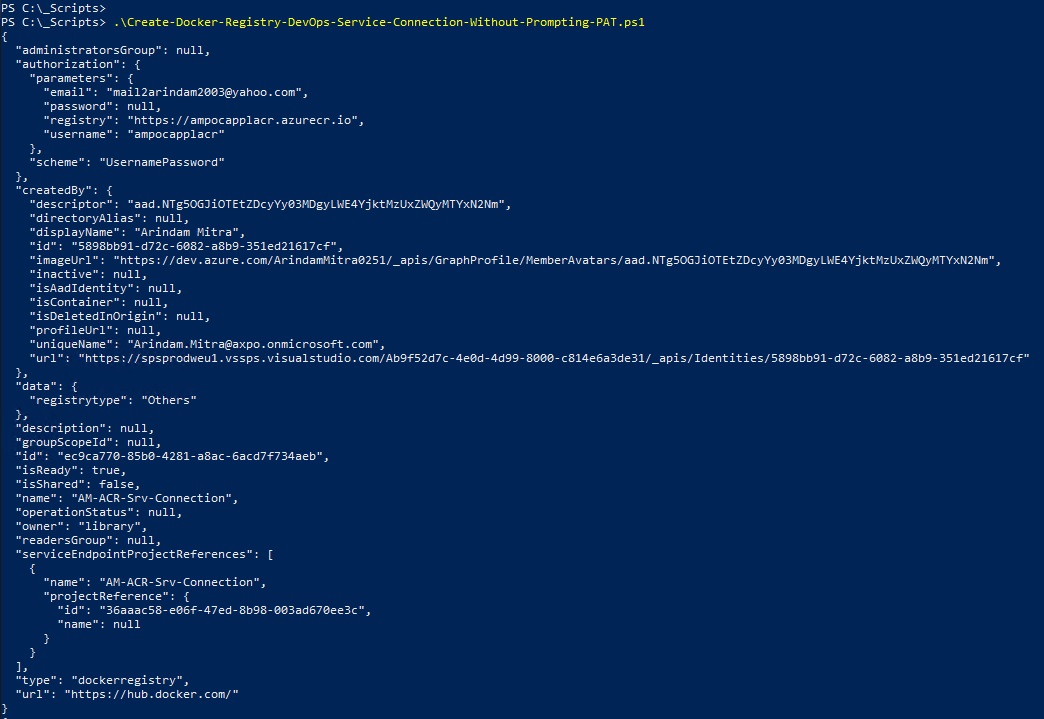 PS C:\_Scripts>
PS C:\_Scripts> .\Create-Docker-Registry-DevOps-Service-Connection-Without-Prompting-PAT.ps1
{
  "administratorsGroup": null,
  "authorization": {
    "parameters": {
      "email": "mail2arindam2003@yahoo.com",
      "password": null,
      "registry": "https://ampocapplacr.azurecr.io",
      "username": "ampocapplacr"
    },
    "scheme": "UsernamePassword"
  },
  "createdBy": {
    "descriptor": "aad.NTg5OGJiOTEtZDcyYy03MDgyLWE4YjktMzUxZWQyMTYxN2Nm",
    "directoryAlias": null,
    "displayName": "Arindam Mitra",
    "id": "5898bb91-d72c-6082-a8b9-351ed21617cf",
    "imageUrl": "https://dev.azure.com/ArindamMitra0251/_apis/GraphProfile/MemberAvatars/aad.NTg5OGJiOTEtZDcyYy03MDgyLWE4YjktMzUxZWQyMTYxN2Nm",
    "inactive": null,
    "isAadIdentity": null,
    "isContainer": null,
    "isDeletedInOrigin": null,
    "profileUrl": null,
    "uniqueName": "Arindam.Mitra@axpo.onmicrosoft.com",
    "url": "https://spsprodweu1.vssps.visualstudio.com/Ab9f52d7c-4e0d-4d99-8000-c814e6a3de31/_apis/Identities/5898bb91-d72c-6082-a8b9-351ed21617cf"
  },
  "data": {
    "registrytype": "Others"
  },
  "description": null,
  "groupScopeId": null,
  "id": "ec9ca770-85b0-4281-a8ac-6acd7f734aeb",
  "isReady": true,
  "isShared": false,
  "name": "AM-ACR-Srv-Connection",
  "operationStatus": null,
  "owner": "library",
  "readersGroup": null,
  "serviceEndpointProjectReferences": [
    {
      "name": "AM-ACR-Srv-Connection",
      "projectReference": {
        "id": "36aaac58-e06f-47ed-8b98-003ad670ee3c",
        "name": null
      }
    }
  ],
  "type": "dockerregistry",
  "url": "https://hub.docker.com/"
}